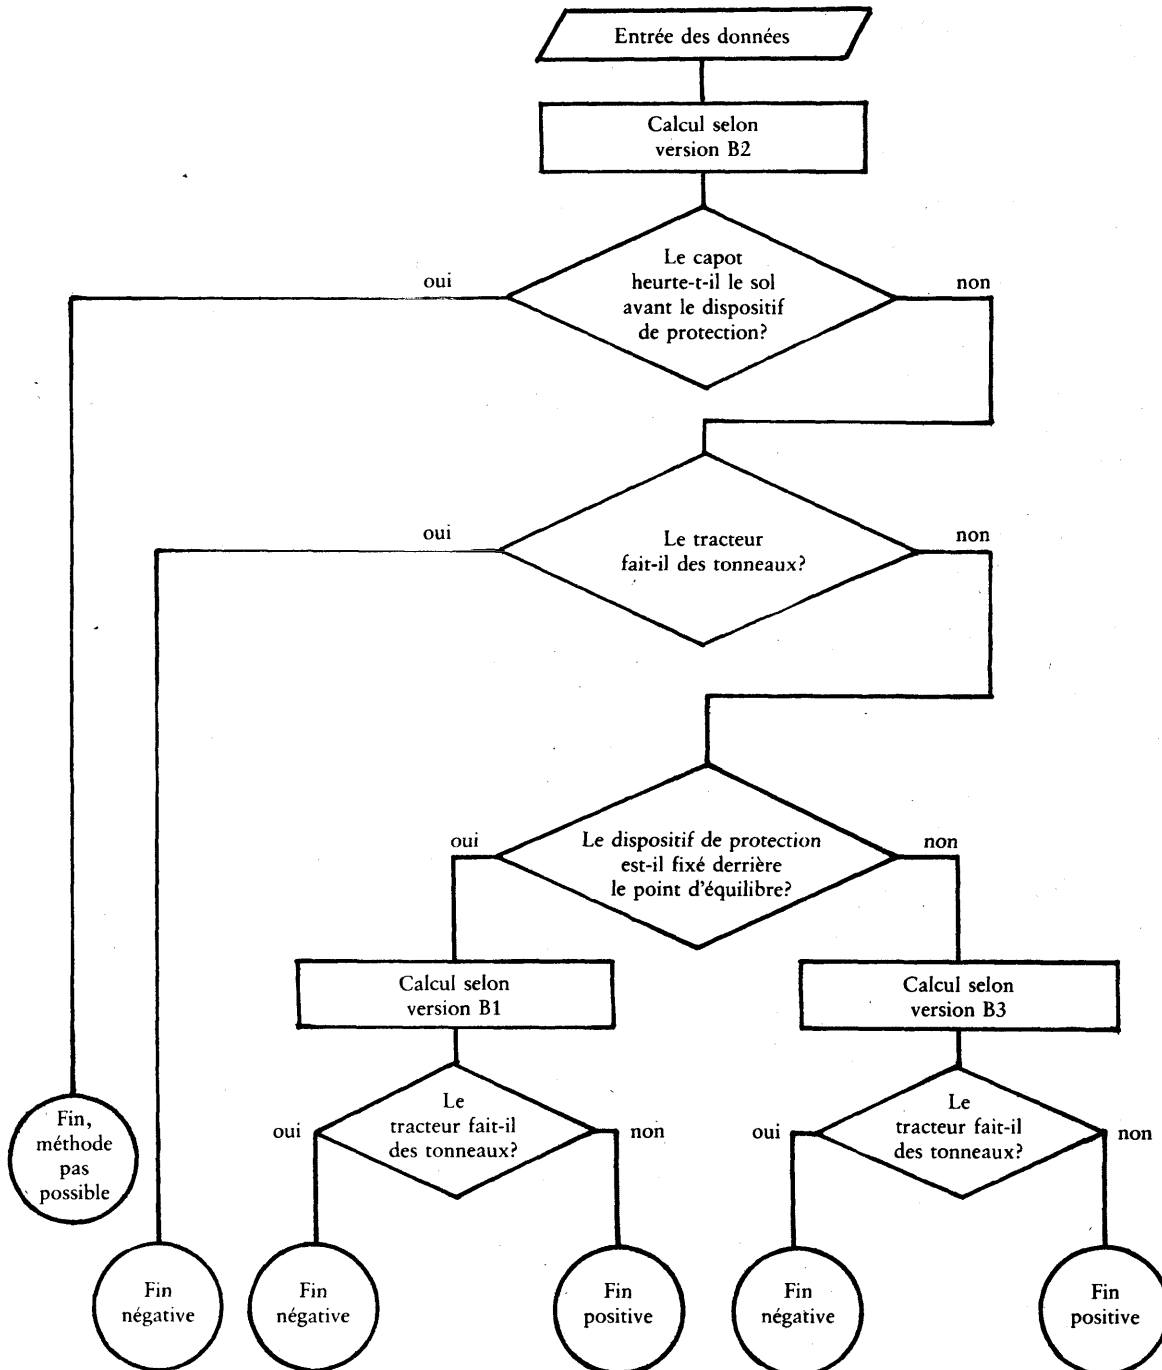 Entrée des données
Calcul selon
version B2
Le capot
heurte-t-il le sol
avant le dispositif
de protection?
oui
non
Le tracteur
fait-il des tonneaux?
oui
non
Le dispositif de protection
est-il fixé derrière
le point d'équilibre?
oui
non
Calcul selon
version B1
Calcul selon
version B3
Le
tracteur fait-il
des tonneaux?
oui
non
Le
tracteur fait-il
des tonneaux?
oui
non
Fin,
méthode
pas
possible
Fin
négative
Fin
négative
Fin
positive
Fin
négative
Fin
positive